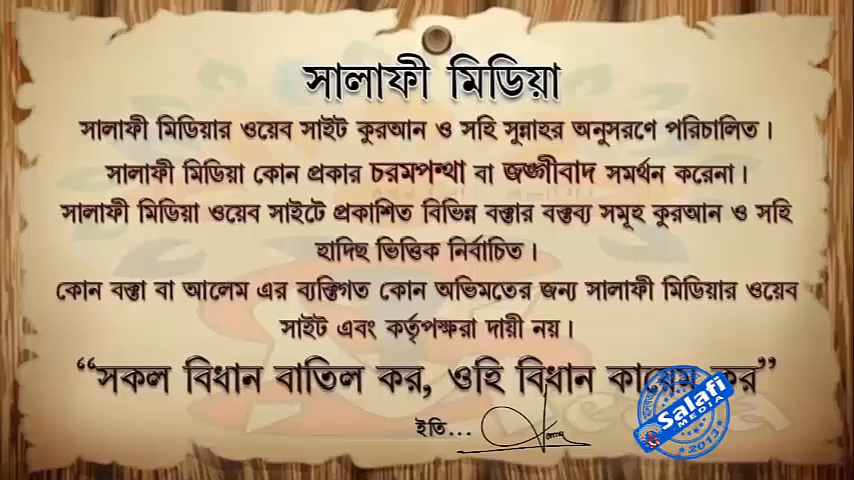 সালাফী মিডিয়া
সালাফী মিডিয়ার ওয়েব সাইট কুরআন ও সহি সুন্নাহর অনুসরণে পরিচালিত।
সালাফী মিডিয়া কোন প্রকার চরমপন্থা বা জঙ্গীবাদ সমর্থন করেনা।
সালাফী মিডিয়া ওয়েব সাইটে প্রকাশিত বিভিন্ন বক্তার বক্তব্য সমূহ কুরআন ও সহি
হাদিছ ভিত্তিক নির্বাচিত।
কোন বক্তা বা আলেম এর ব্যক্তিগত কোন অভিমতের জন্য সালাফী মিডিয়ার ওয়েব
সাইট এবং কর্তৃপক্ষরা দায়ী নয়।
“সকল বিধান বাতিল কর, ওহি বিধান কায়েম কর”
ইতি...
Salafi
MEDIA
2013